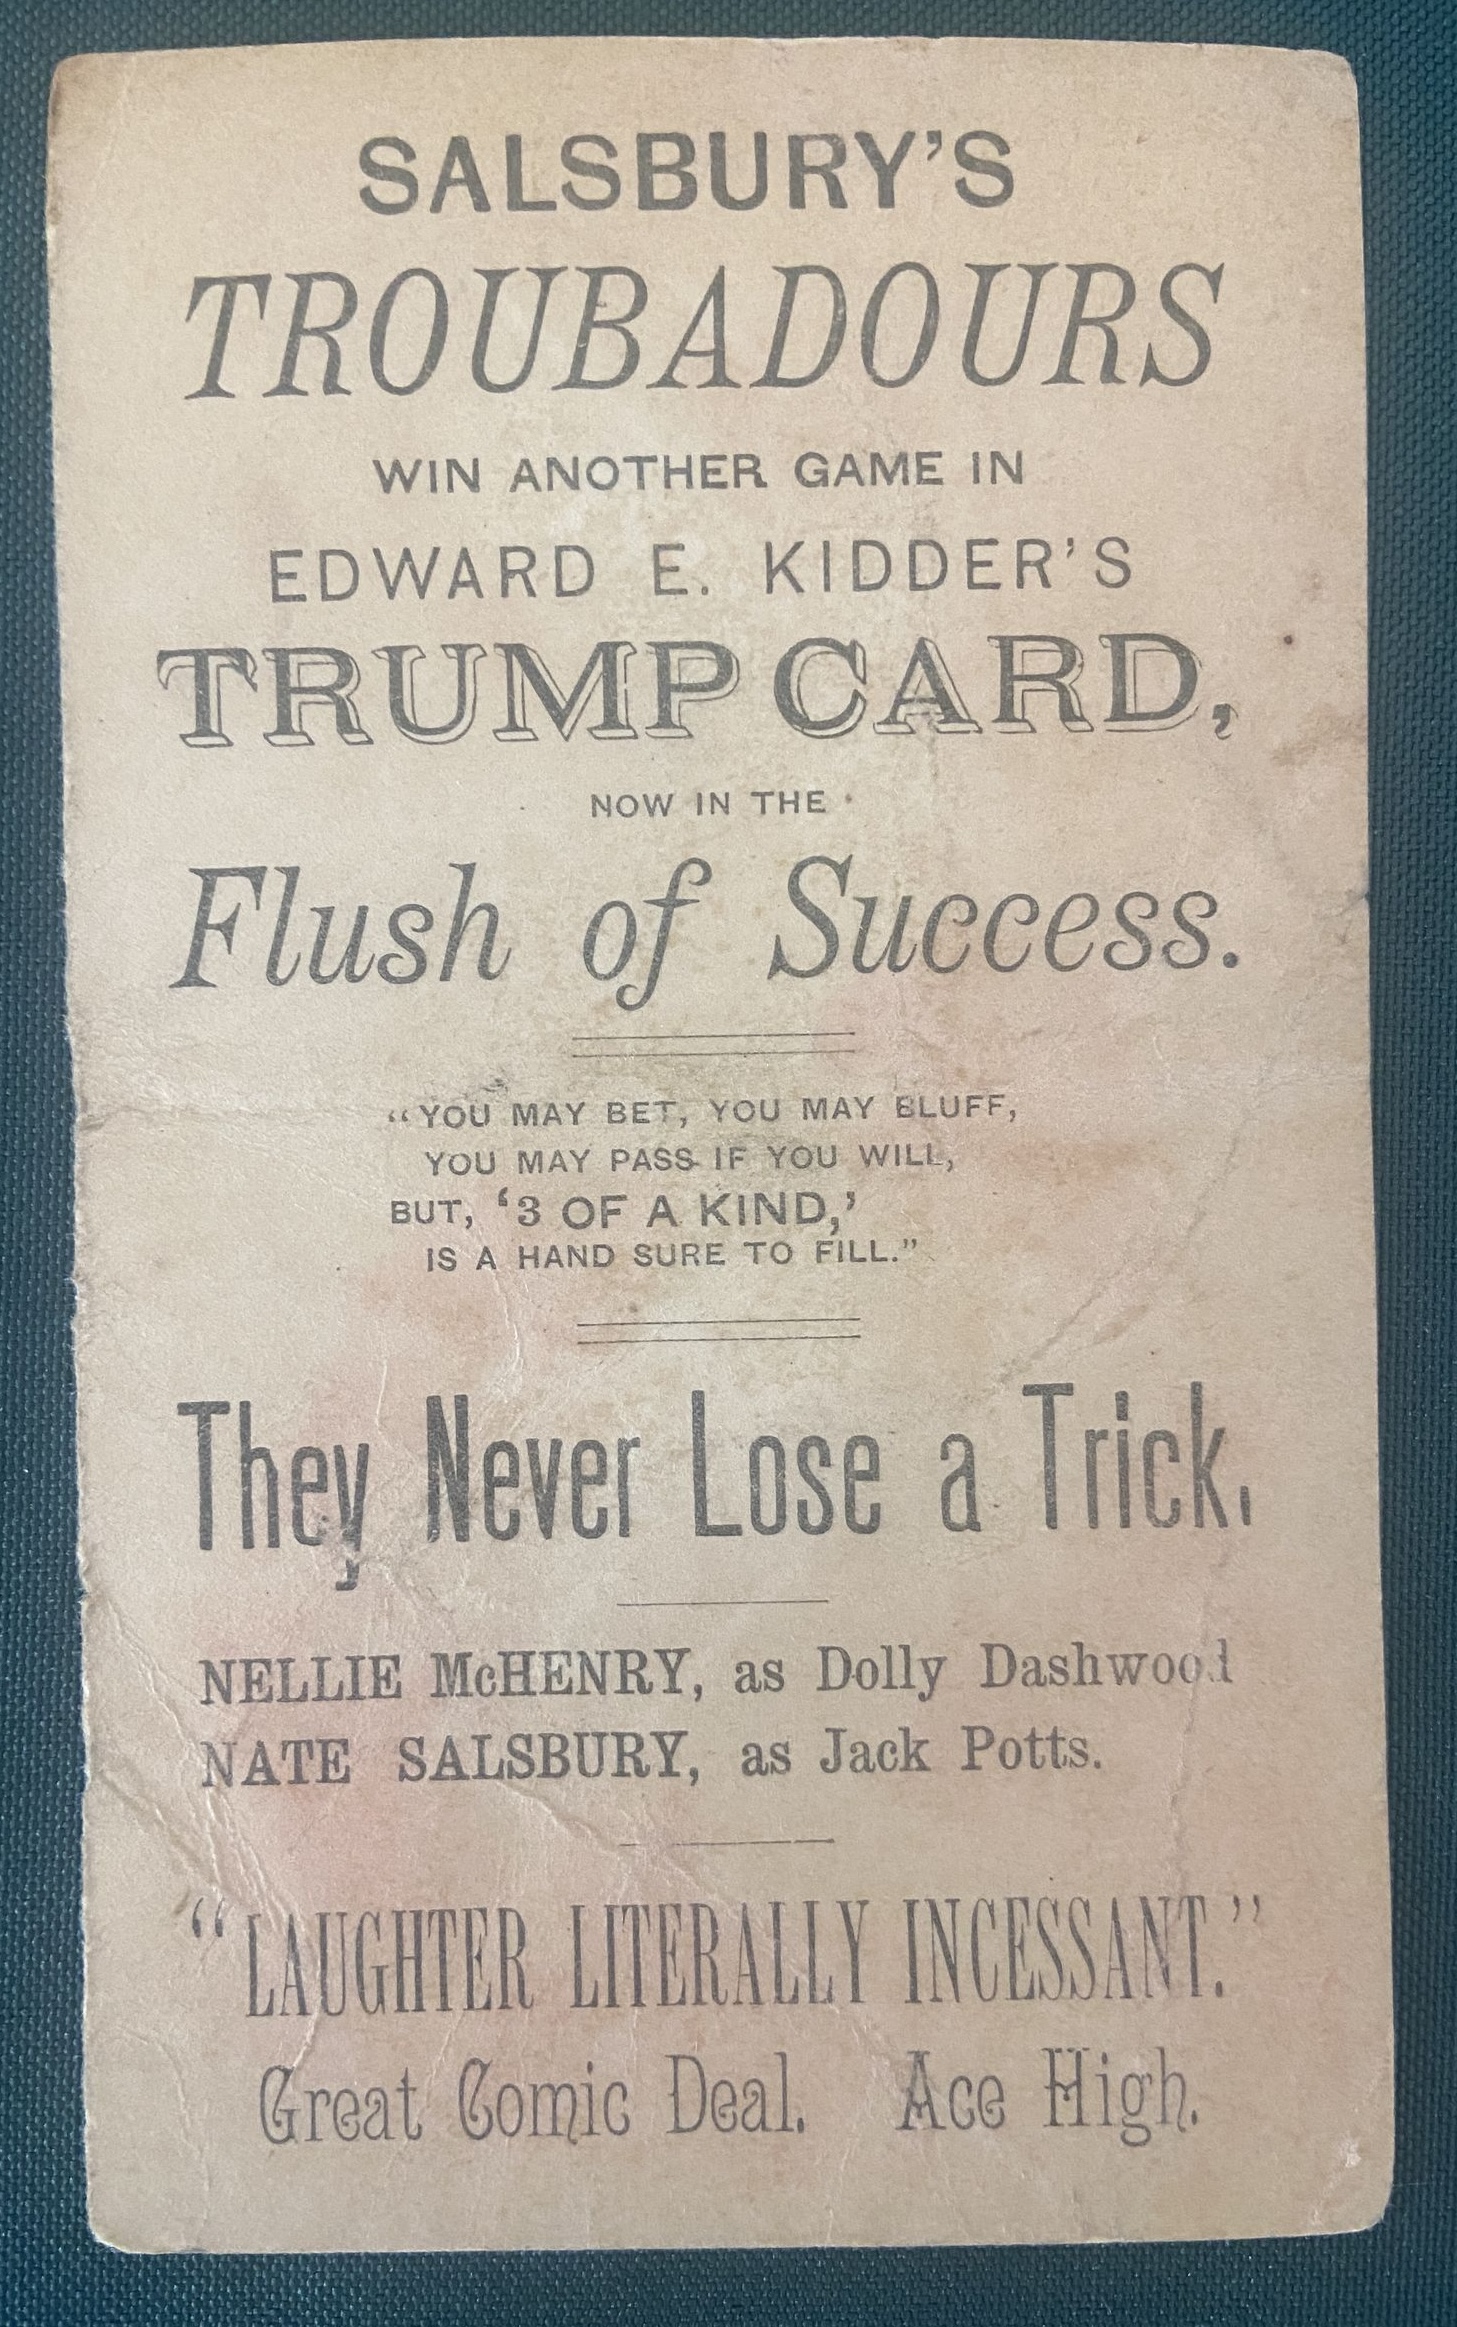 SALSBURY'S
TROUBADOURS
WIN ANOTHER GAME IN
EDWARD E. KIDDER'S
TRUMP CARD,
NOW IN THE
Flush of Success.
"YOU MAY BET, YOU MAY BLUFF,
YOU MAY PASS IF YOU WILL,
BUT, '3 OF A KIND,'
IS A HAND SURE TO FILL."
They Never Lose a Trick.
NELLIE McHENRY, as Dolly Dashwood
NATE SALSBURY, as Jack Potts.
"LAUGHTER LITERALLY INCESSANT."
Great Comic Deal. Ace High.